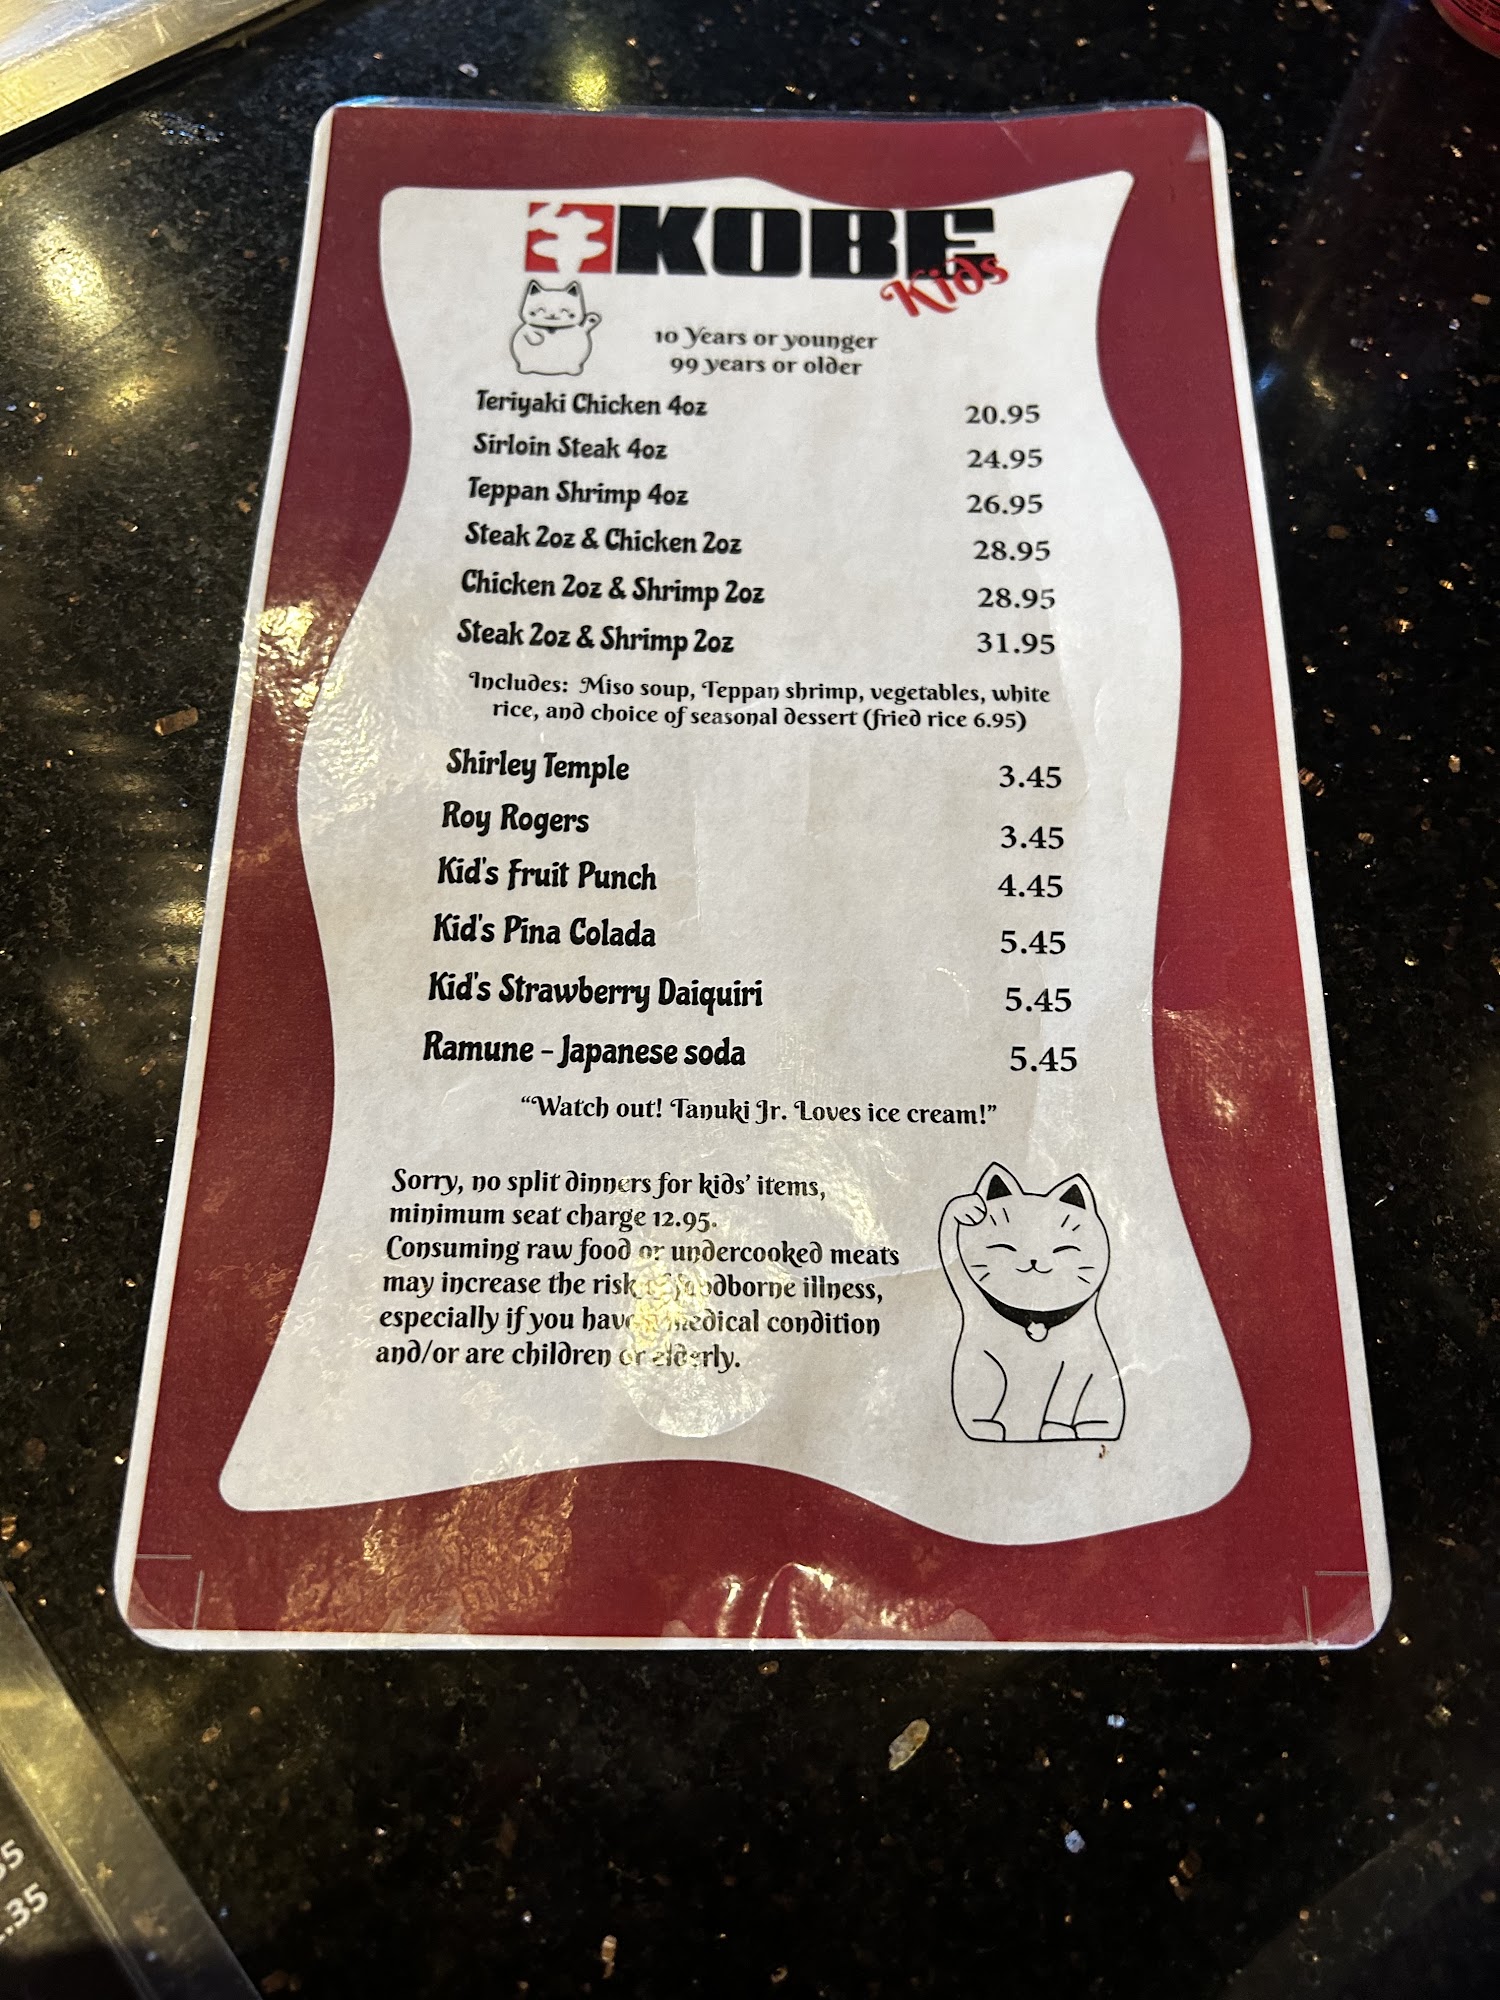 KOBE
Kids
10 Years or younger
99 years or older
Teriyaki Chicken 4oz 20.95
Sirloin Steak 4oz 24.95
Teppan Shrimp 4oz 26.95
Steak 2oz & Chicken 2oz 28.95
Chicken 2oz & Shrimp 2oz 28.95
Steak 2oz & Shrimp 2oz 31.95
Includes: Miso soup, Teppan shrimp, vegetables, white
rice, and choice of seasonal dessert (fried rice 6.95)
Shirley Temple 3.45
Roy Rogers 3.45
Kid's Fruit Punch 4.45
Kid's Pina Colada 5.45
Kid's Strawberry Daiquiri 5.45
Ramune - Japanese soda 5.45
"Watch out! Tanuki Jr. Loves ice cream!"
Sorry, no split dinners for kids' items,
minimum seat charge 12.95.
Consuming raw food or undercooked meats
may increase the risk of foodborne illness,
especially if you have a medical condition
and/or are children or elderly.